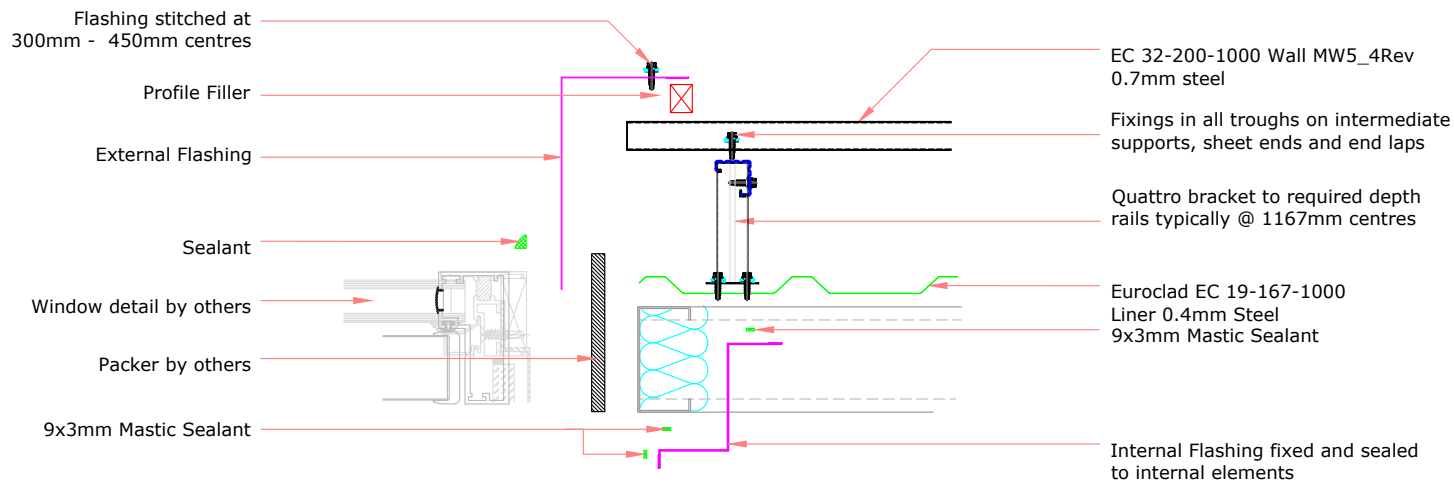 Flashing stitched at
300mm - 450mm centres
Profile Filler
External Flashing
Sealant
Window detail by others
Packer by others
9x3mm Mastic Sealant
EC 32-200-1000 Wall MW5_4Rev
0.7mm steel
Fixings in all troughs on intermediate
supports, sheet ends and end laps
Quattro bracket to required depth
rails typically @ 1167mm centres
Euroclad EC 19-167-1000
Liner 0.4mm Steel
9x3mm Mastic Sealant
Internal Flashing fixed and sealed
to internal elements